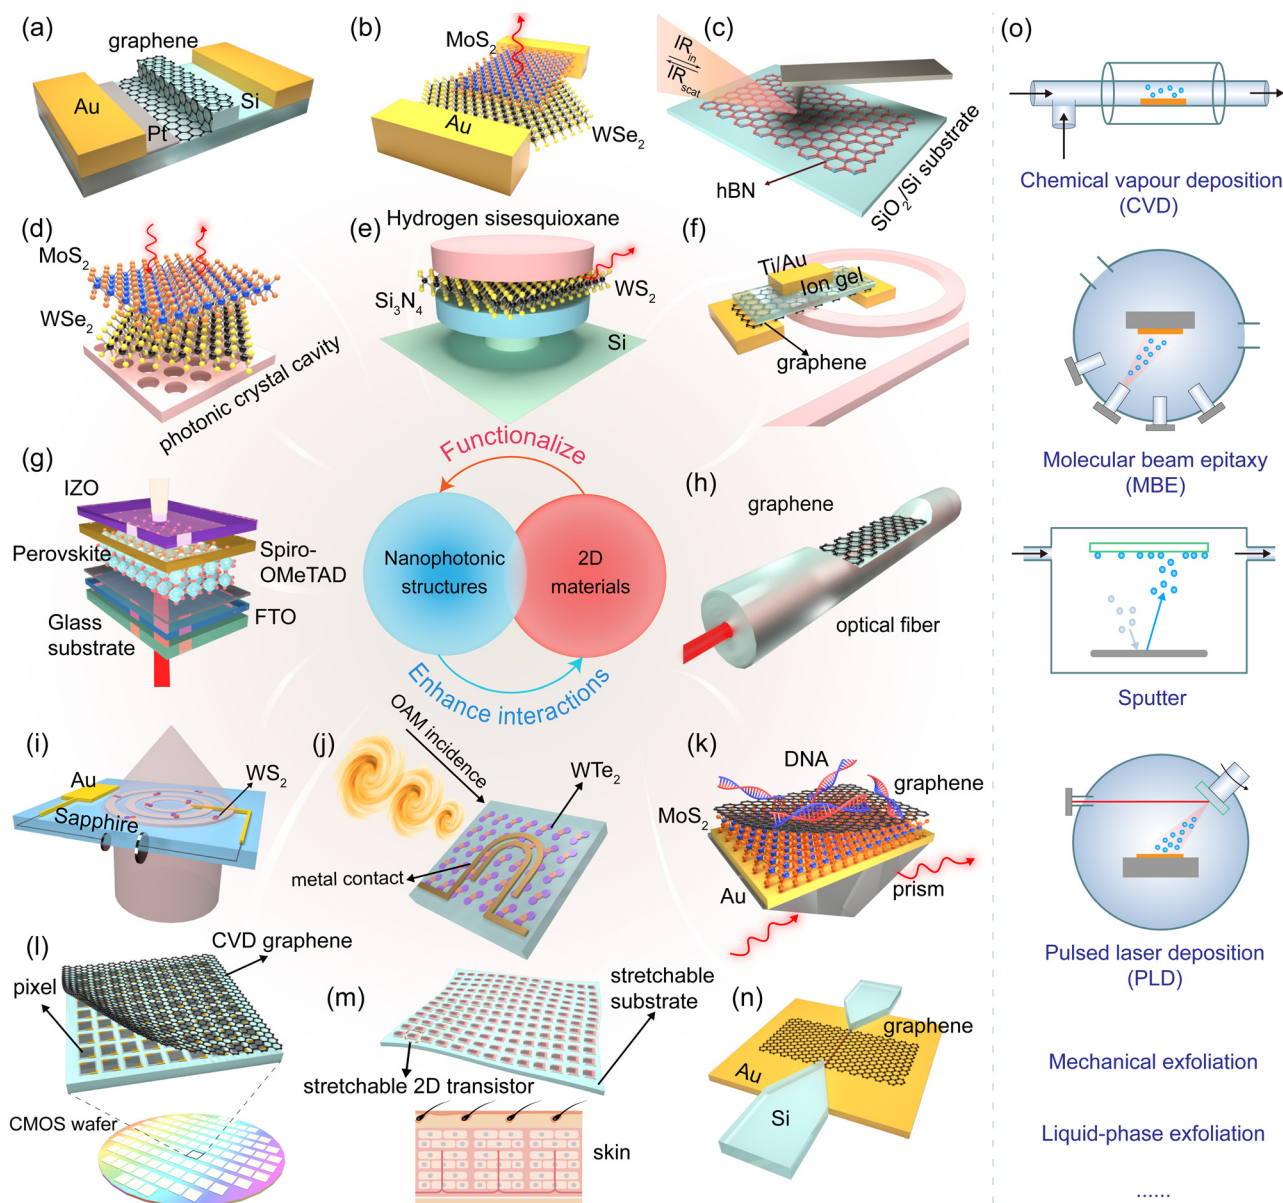 (a)
graphene
Au
Pt
Si
(b)
MoS₂
Au
WSe₂
(c)
IR_in
IR_scat
hBN
SiO₂/Si substrate
(d)
MoS₂
WSe₂
photonic crystal cavity
(e)
Hydrogen sisesquioxane
Si₃N₄
WS₂
Si
(f)
Ti/Au
Ion gel
graphene
(g)
IZO
Perovskite
Spiro-
OMeTAD
FTO
Glass
substrate
Functionalize
Nanophotonic
structures
2D
materials
Enhance interactions
(h)
graphene
optical fiber
(i)
Au
WS₂
Sapphire
(j)
OAM incidence
WTe₂
metal contact
(k)
DNA
graphene
MoS₂
Au
prism
(l)
CVD graphene
pixel
CMOS wafer
(m)
stretchable
substrate
stretchable 2D transistor
skin
(n)
graphene
Au
Si
(o)
Chemical vapour deposition
(CVD)
Molecular beam epitaxy
(MBE)
Sputter
Pulsed laser deposition
(PLD)
Mechanical exfoliation
Liquid-phase exfoliation
......